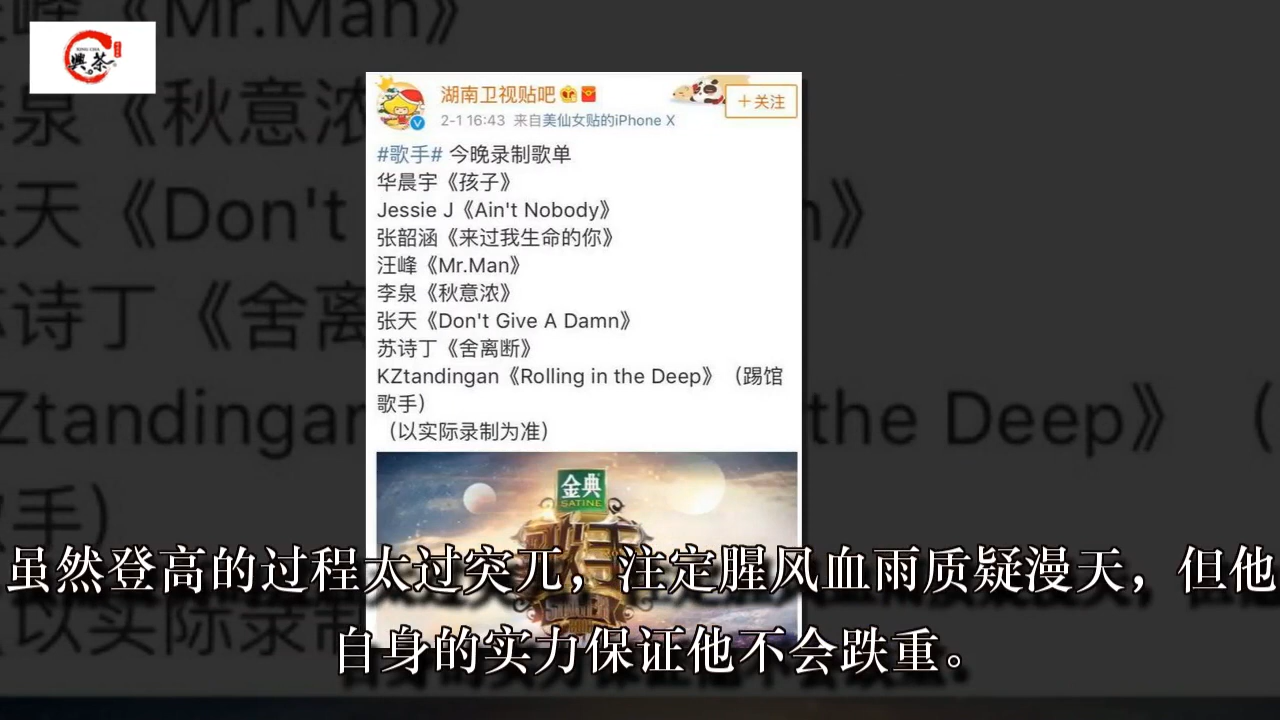 興茶
湖南卫视贴吧
+关注
2-1 16:43 来自美仙女贴的iPhone X
#歌手# 今晚录制歌单
华晨宇《孩子》
Jessie J《Ain't Nobody》
张韶涵《来过我生命的你》
汪峰《Mr.Man》
李泉《秋意浓》
张天《Don't Give A Damn》
苏诗丁《舍离断》
KZtandingan《Rolling in the Deep》（踢馆
歌手）
（以实际录制为准）
金典
SATINE
歌手
虽然登高的过程太过突兀，注定腥风血雨质疑漫天，但他
自身的实力保证他不会跌重。